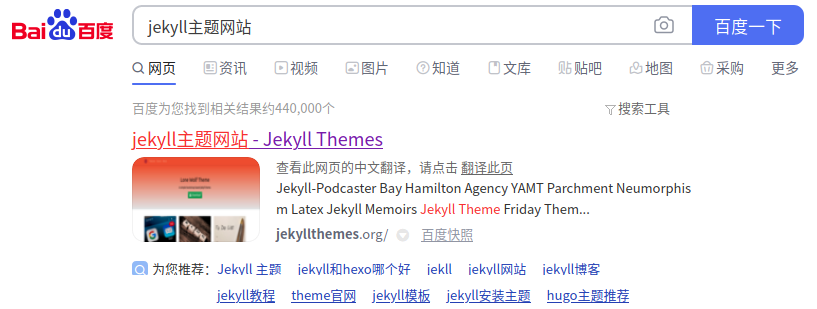 Bai du 百度 jekyll主题网站 百度一下
网页 资讯 视频 图片 知道 文库 贴吧 地图 采购 更多
百度为您找到相关结果约440,000个 搜索工具
jekyll主题网站 - Jekyll Themes
查看此网页的中文翻译，请点击 翻译此页
Jekyll-Podcaster Bay Hamilton Agency YAMT Parchment Neumorphis
m Latex Jekyll Memoirs Jekyll Theme Friday Them...
jekyllthemes.org/ 百度快照
为您推荐： Jekyll 主题 jekyll和hexo哪个好 jekll jekyll网站 jekyll博客
jekyll教程 theme官网 jekyll模板 jekyll安装主题 hugo主题推荐